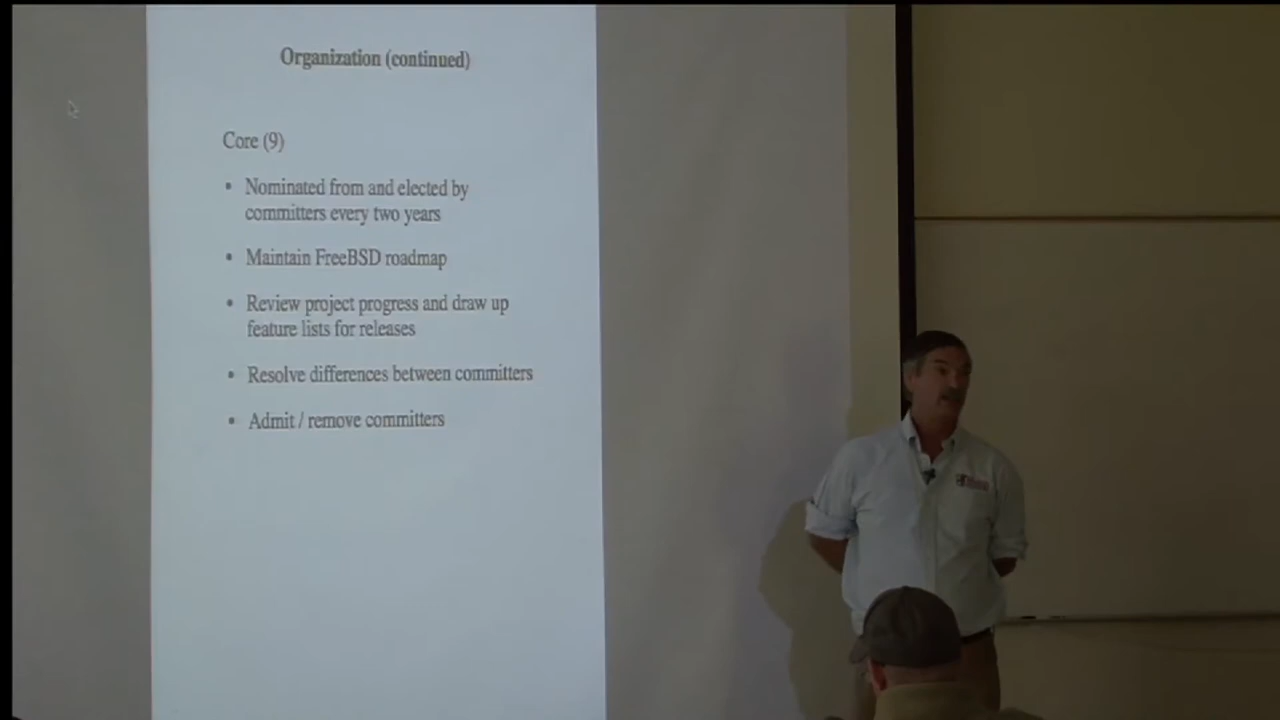 Organization (continued)
Core (9)
• Nominated from and elected by
committers every two years
• Maintain FreeBSD roadmap
• Review project progress and draw up
feature lists for releases
• Resolve differences between committers
• Admit / remove committers